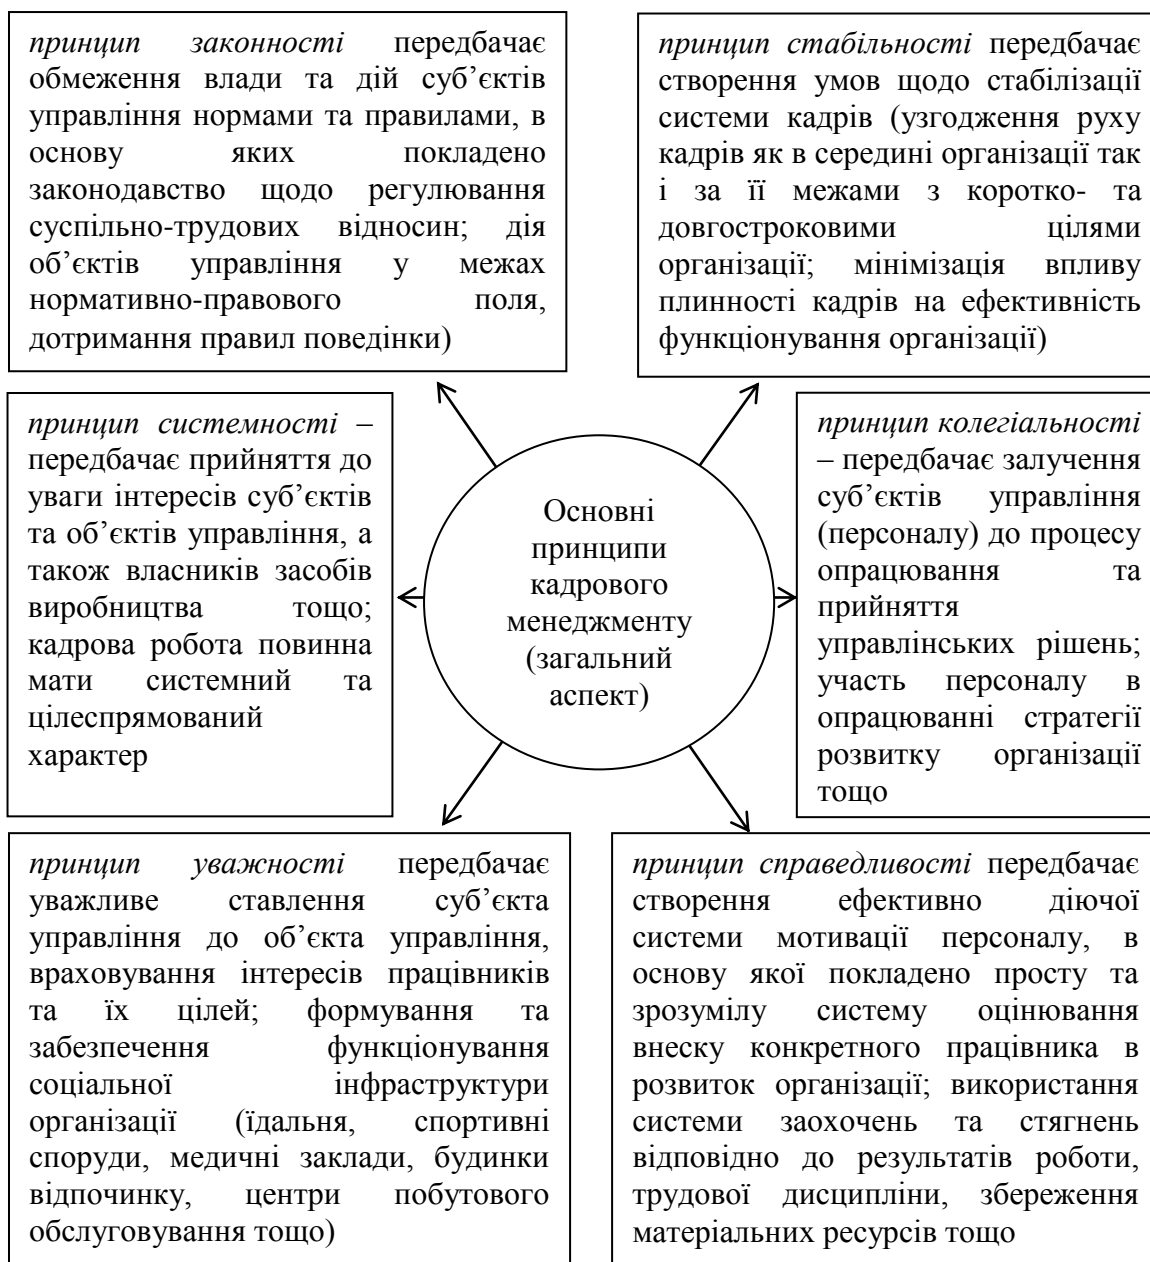 принцип законності передбачає
обмеження влади та дій суб’єктів
управління нормами та правилами, в
основу яких покладено
законодавство щодо регулювання
суспільно-трудових відносин; дія
об’єктів управління у межах
нормативно-правового поля,
дотримання правил поведінки)
принцип стабільності передбачає
створення умов щодо стабілізації
системи кадрів (узгодження руху
кадрів як в середині організації так
і за її межами з коротко- та
довгостроковими цілями
організації; мінімізація впливу
плинності кадрів на ефективність
функціонування організації)
принцип системності –
передбачає прийняття до
уваги інтересів суб’єктів
та об’єктів управління, а
також власників засобів
виробництва тощо;
кадрова робота повинна
мати системний та
цілеспрямований
характер
Основні
принципи
кадрового
менеджменту
(загальний
аспект)
принцип колегіальності
– передбачає залучення
суб’єктів управління
(персоналу) до процесу
опрацювання та
прийняття
управлінських рішень;
участь персоналу в
опрацюванні стратегії
розвитку організації
тощо
принцип уважності передбачає
уважливе ставлення суб’єкта
управління до об’єкта управління,
враховування інтересів працівників
та їх цілей; формування та
забезпечення функціонування
соціальної інфраструктури
організації (їдальня, спортивні
споруди, медичні заклади, будинки
відпочинку, центри побутового
обслуговування тощо)
принцип справедливості передбачає
створення ефективно діючої
системи мотивації персоналу, в
основу якої покладено просту та
зрозумілу систему оцінювання
внеску конкретного працівника в
розвиток організації; використання
системи заохочень та стягнень
відповідно до результатів роботи,
трудової дисципліни, збереження
матеріальних ресурсів тощо